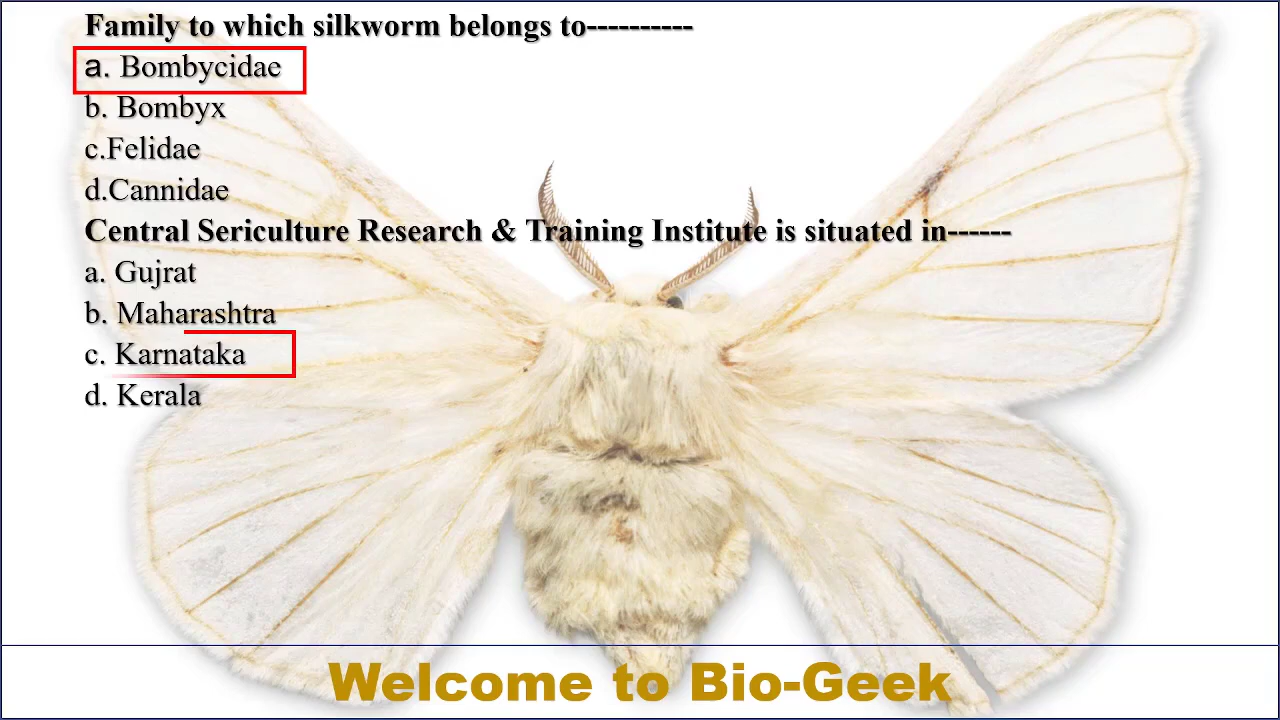 Family to which silkworm belongs to----------
a. Bombycidae
b. Bombyx
c.Felidae
d.Cannidae
Central Sericulture Research & Training Institute is situated in------
a. Gujrat
b. Maharashtra
c. Karnataka
d. Kerala
Welcome to Bio-Geek